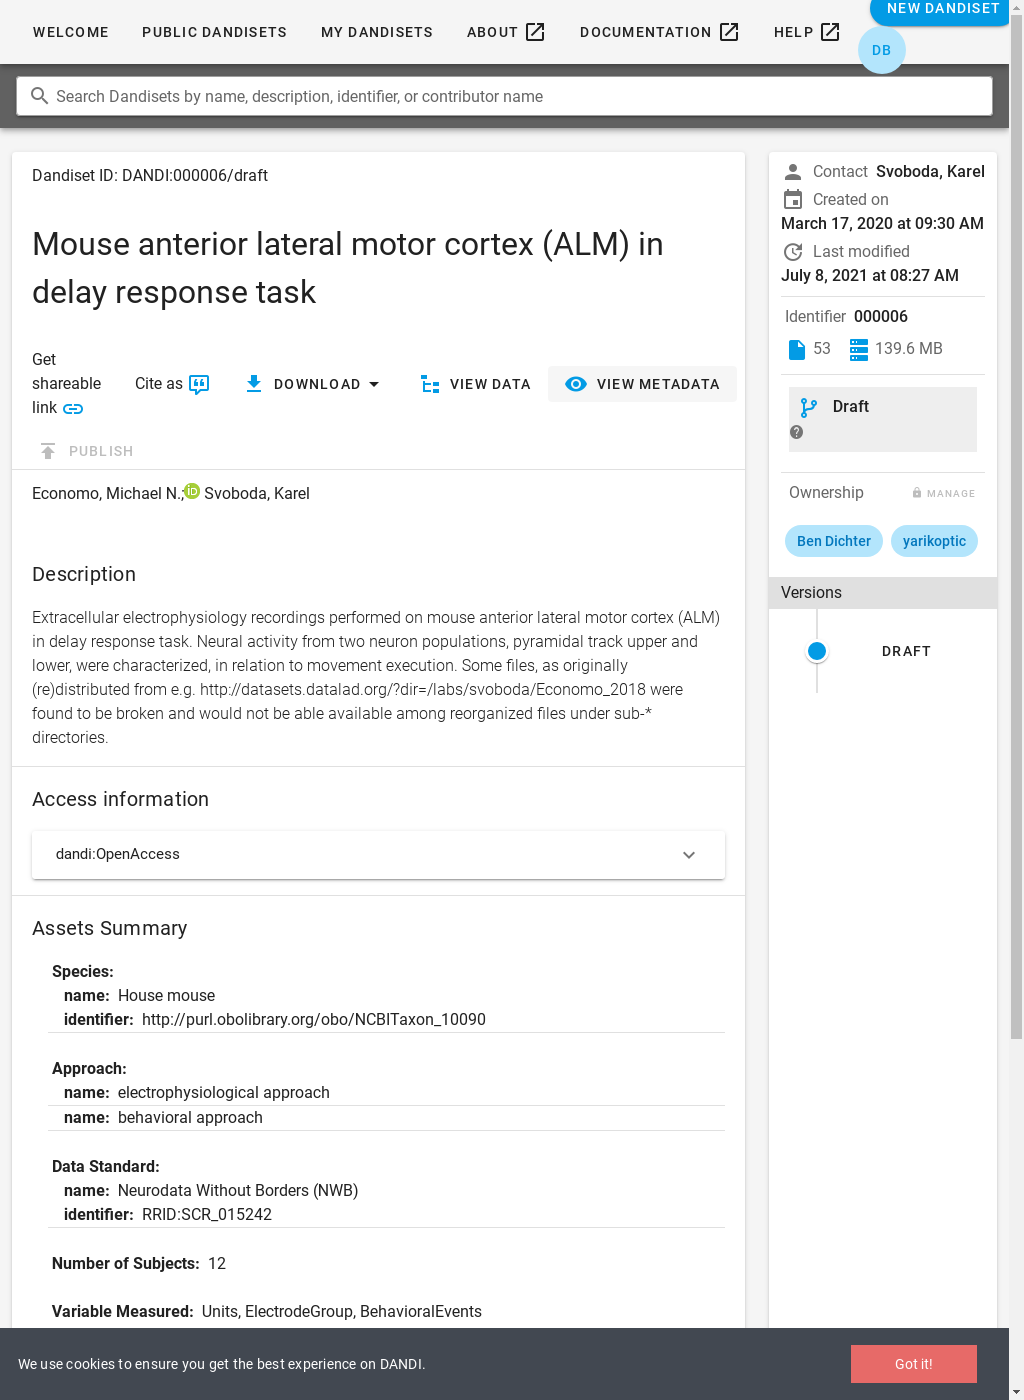 WELCOME PUBLIC DANDISETS MY DANDISETS ABOUT DOCUMENTATION HELP NEW DANDISET
DB
Search Dandisets by name, description, identifier, or contributor name
Dandiset ID: DANDI:000006/draft
Mouse anterior lateral motor cortex (ALM) in
delay response task
Get
shareable
link
Cite as
DOWNLOAD
VIEW DATA
VIEW METADATA
PUBLISH
Economo, Michael N.; Svoboda, Karel
Description
Extracellular electrophysiology recordings performed on mouse anterior lateral motor cortex (ALM)
in delay response task. Neural activity from two neuron populations, pyramidal track upper and
lower, were characterized, in relation to movement execution. Some files, as originally
(re)distributed from e.g. http://datasets.datalad.org/?dir=/labs/svoboda/Economo_2018 were
found to be broken and would not be able available among reorganized files under sub-*
directories.
Access information
dandi:OpenAccess
Assets Summary
Species:
name: House mouse
identifier: http://purl.obolibrary.org/obo/NCBITaxon_10090
Approach:
name: electrophysiological approach
name: behavioral approach
Data Standard:
name: Neurodata Without Borders (NWB)
identifier: RRID:SCR_015242
Number of Subjects: 12
Variable Measured: Units, ElectrodeGroup, BehavioralEvents
Contact Svoboda, Karel
Created on
March 17, 2020 at 09:30 AM
Last modified
July 8, 2021 at 08:27 AM
Identifier 000006
53 139.6 MB
Draft
Ownership MANAGE
Ben Dichter yarikoptic
Versions
DRAFT
We use cookies to ensure you get the best experience on DANDI.
Got it!